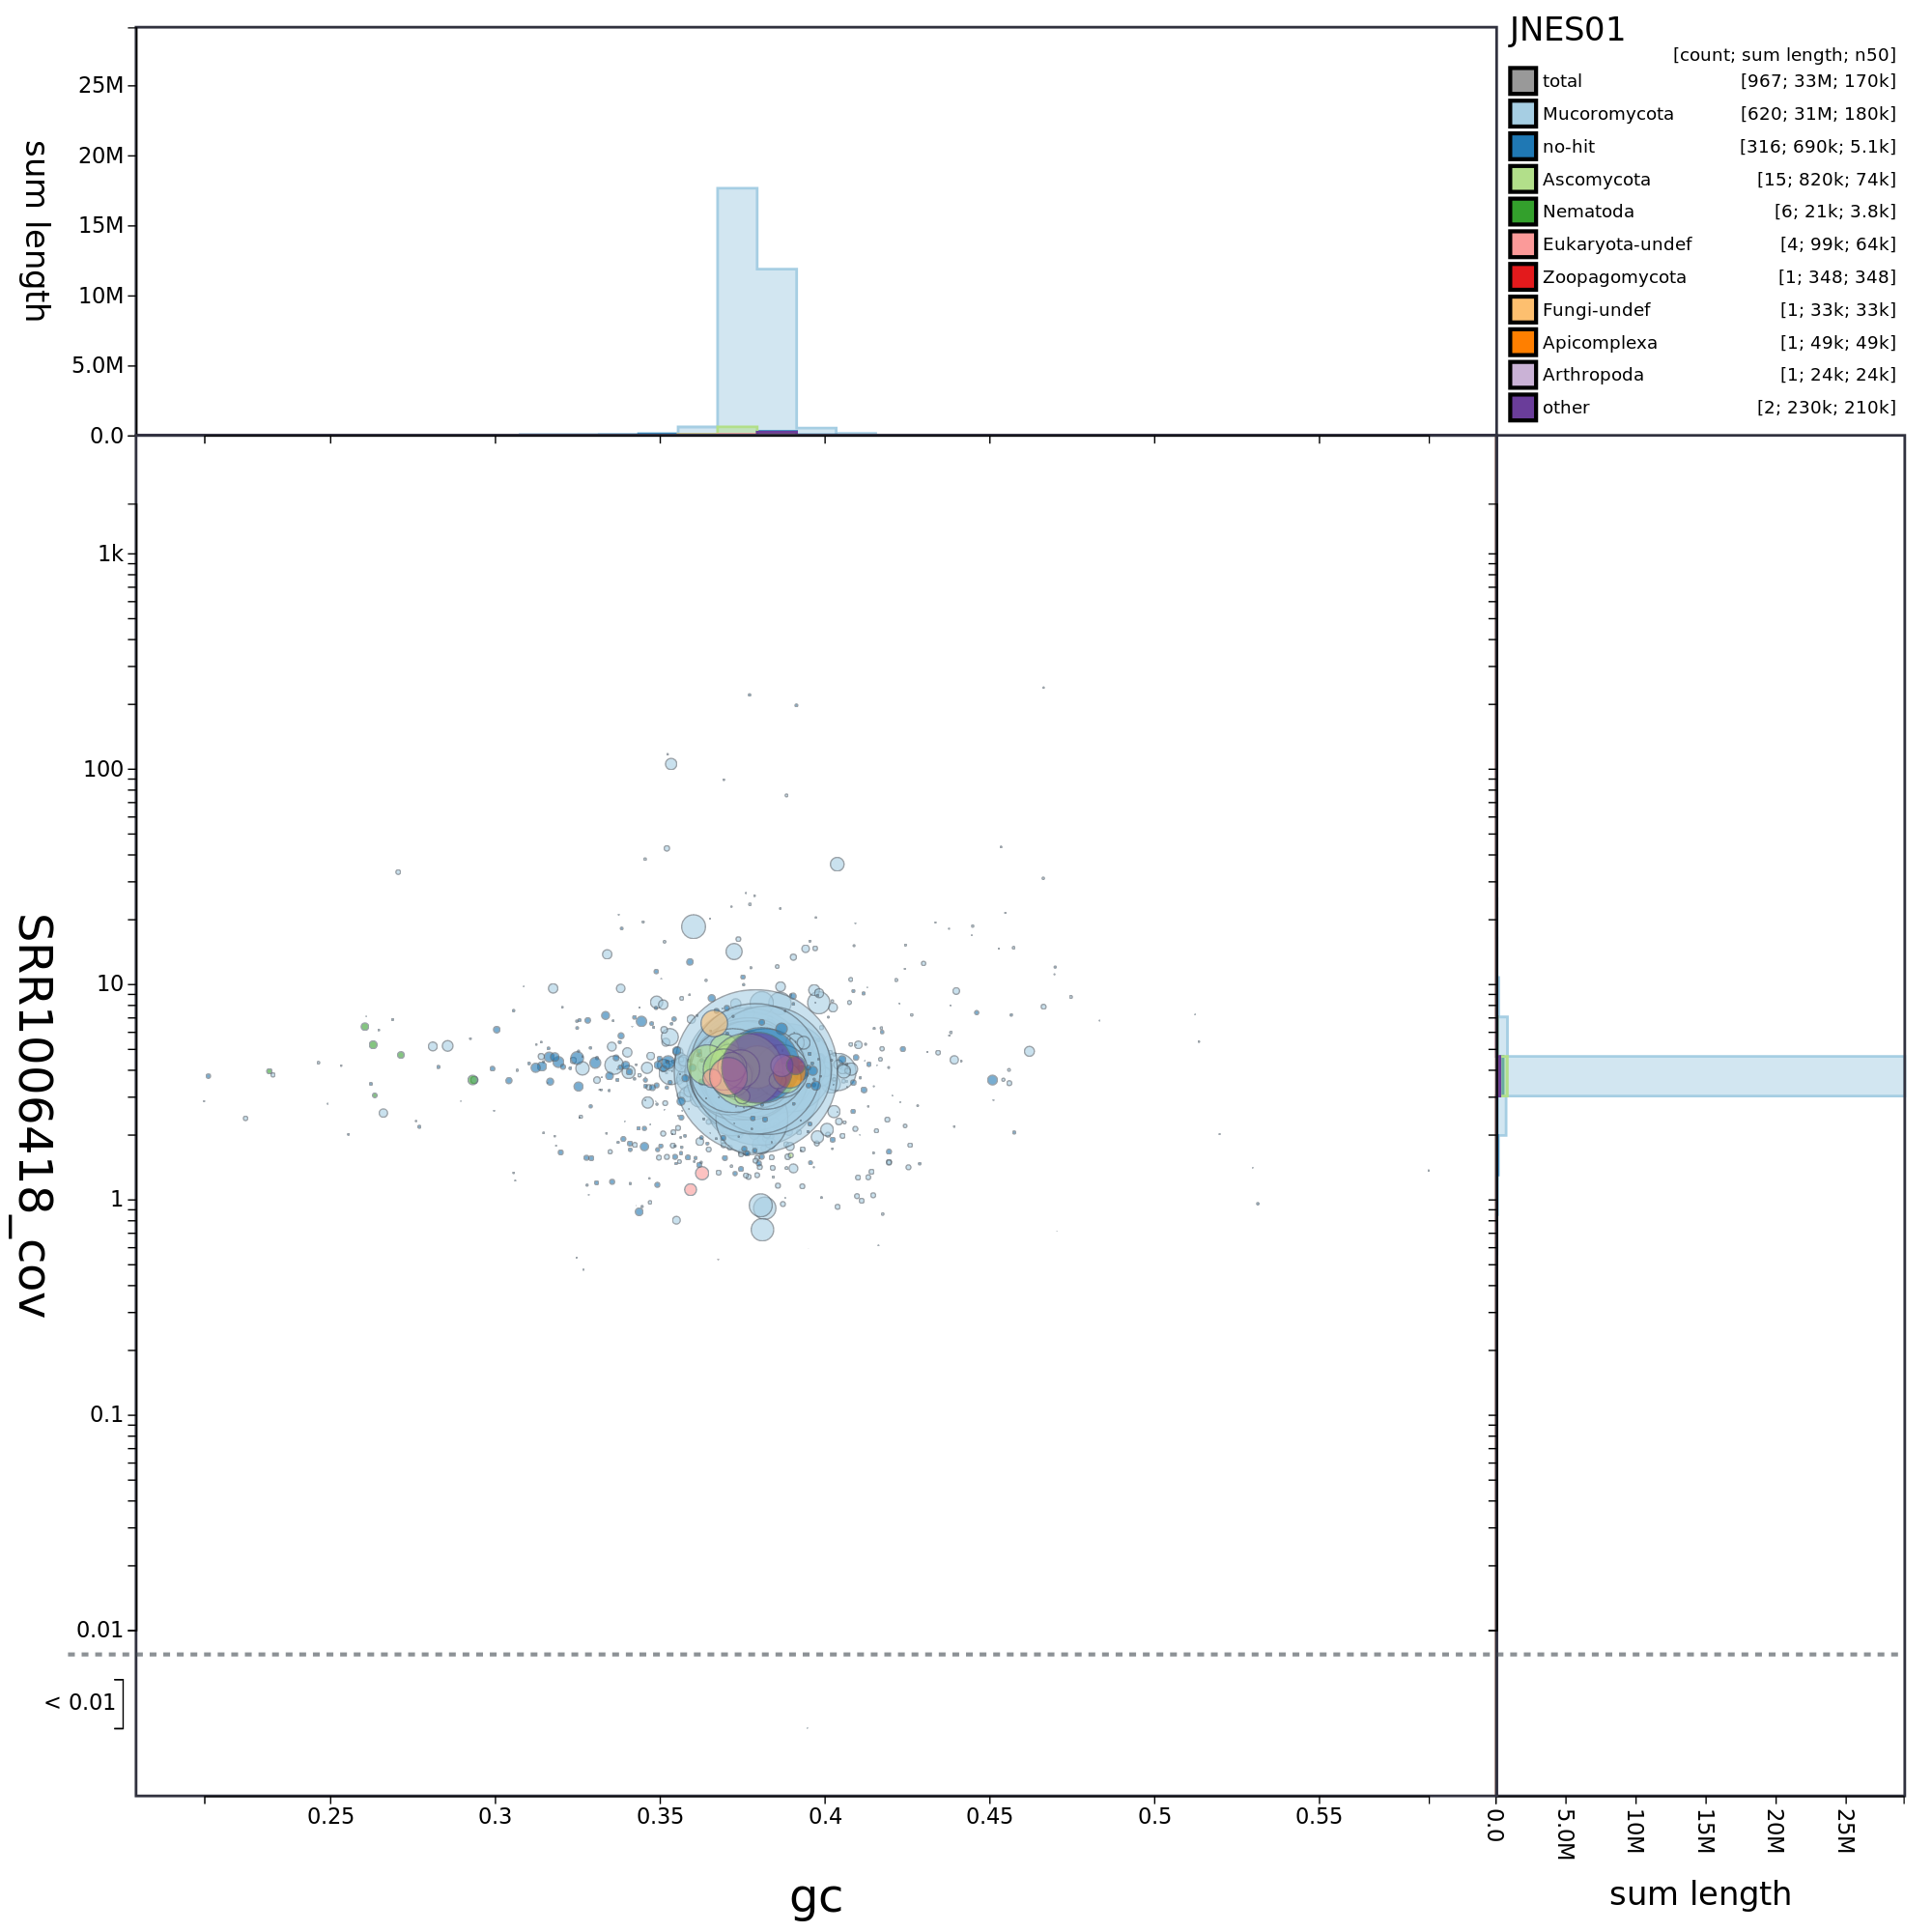 JNES01
[count; sum length; n50]
total [967; 33M; 170k]
Mucoromycota [620; 31M; 180k]
no-hit [316; 690k; 5.1k]
Ascomycota [15; 820k; 74k]
Nematoda [6; 21k; 3.8k]
Eukaryota-undef [4; 99k; 64k]
Zoopagomycota [1; 348; 348]
Fungi-undef [1; 33k; 33k]
Apicomplexa [1; 49k; 49k]
Arthropoda [1; 24k; 24k]
other [2; 230k; 210k]
sum length
25M
20M
15M
10M
5.0M
0.0
SRR1006418_cov
1k
100
10
1
0.1
0.01
< 0.01
0.25 0.3 0.35 0.4 0.45 0.5 0.55
gc
0.0 5.0M 10M 15M 20M 25M
sum length